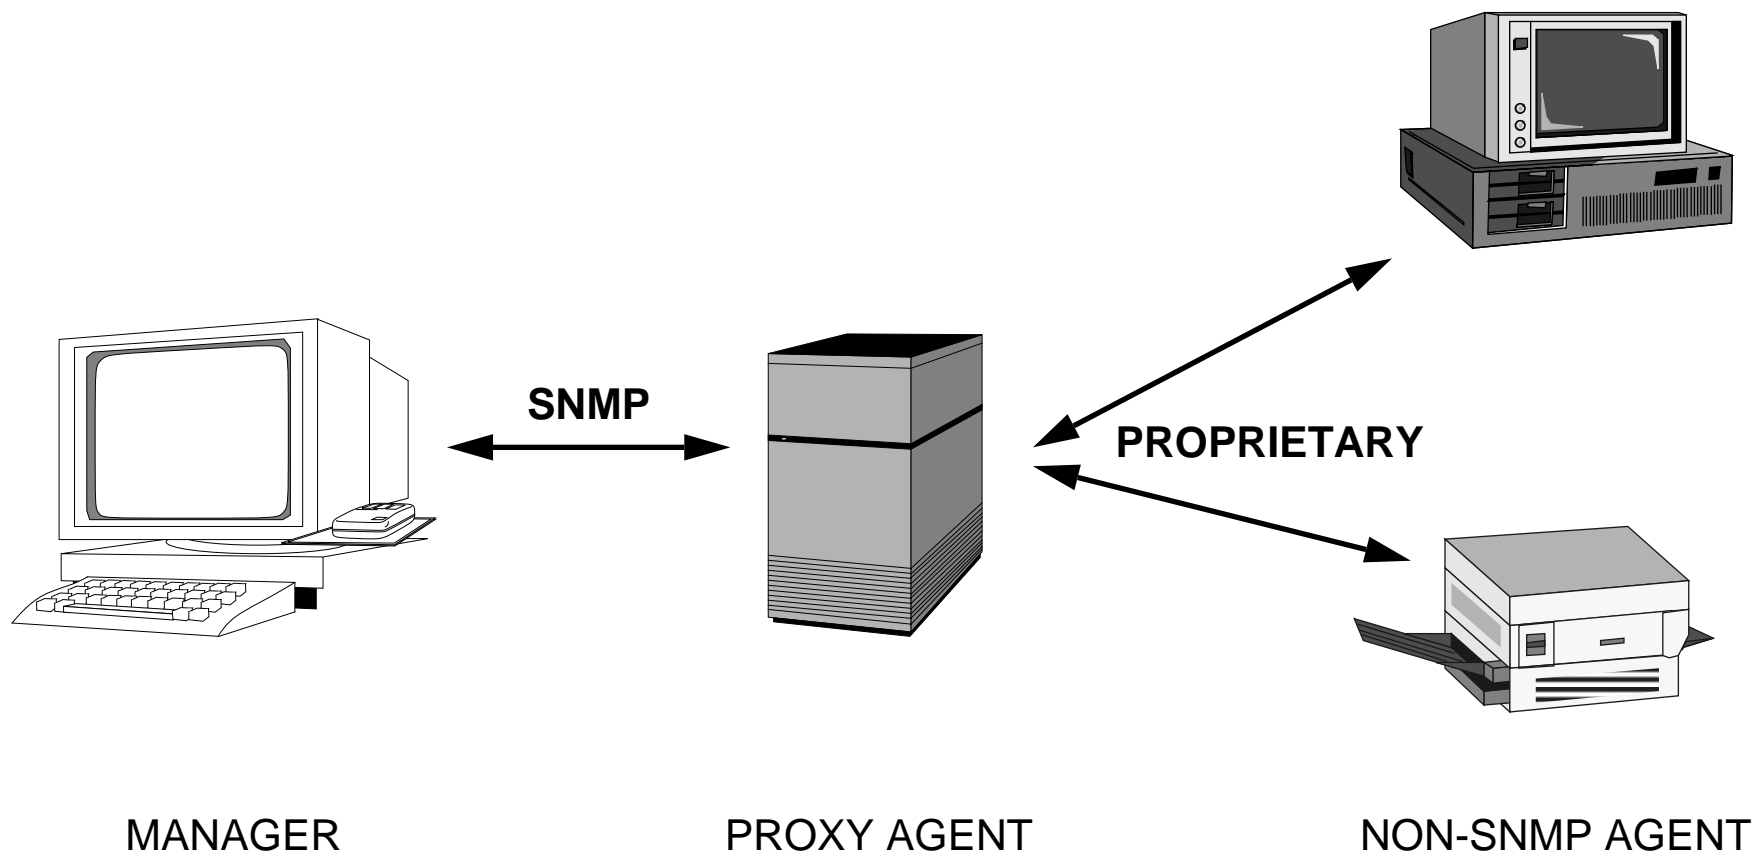 SNMP
PROPRIETARY
MANAGER
PROXY AGENT
NON-SNMP AGENT